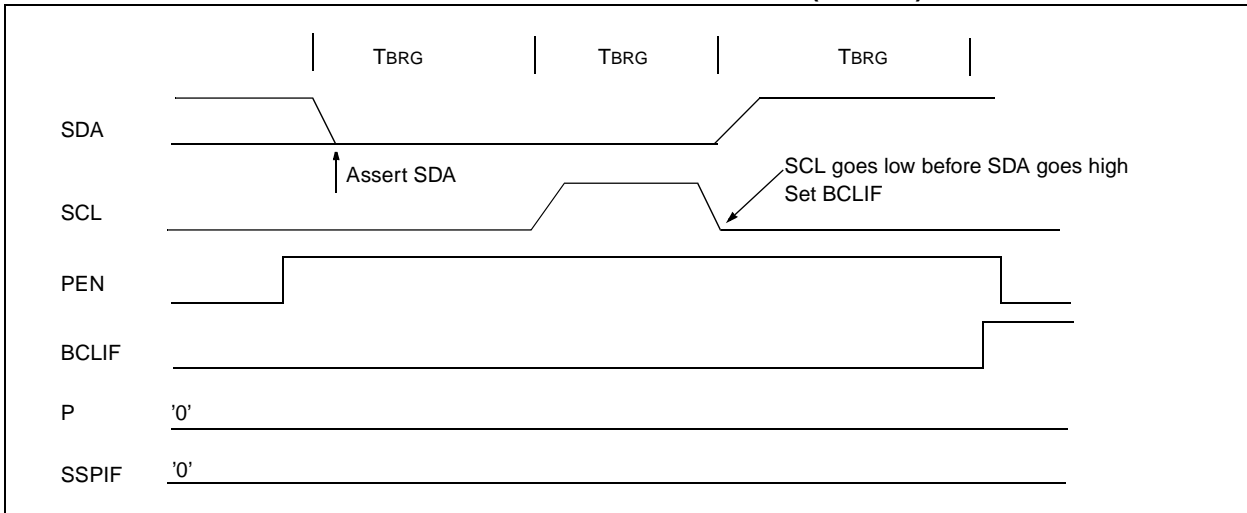 TBRG TBRG TBRG
SDA
Assert SDA
SCL goes low before SDA goes high
Set BCLIF
SCL
PEN
BCLIF
P '0'
SSPIF '0'